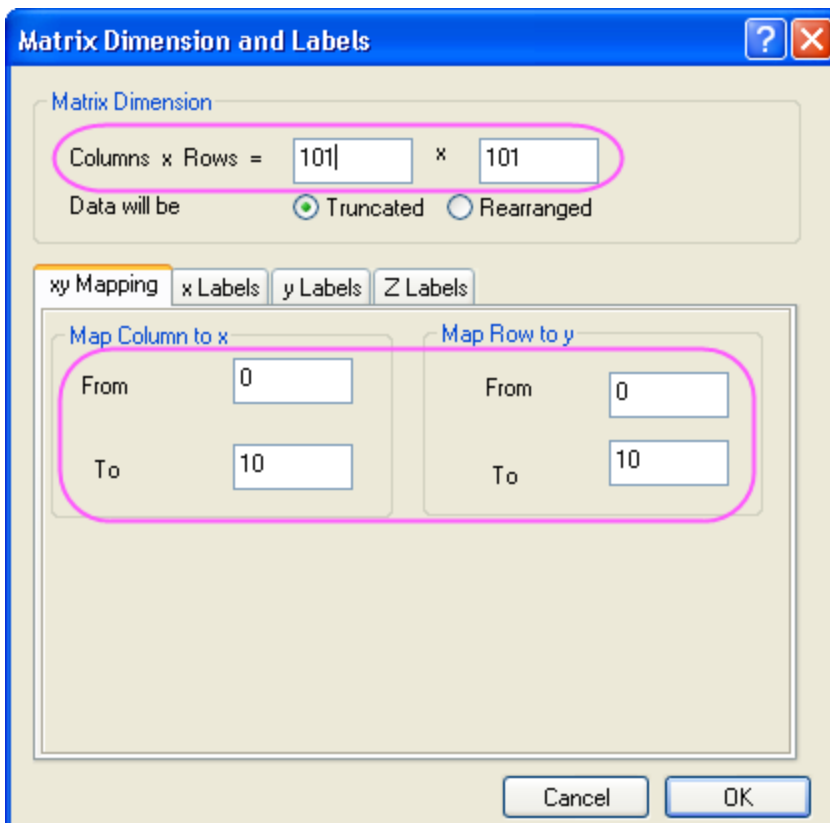 Matrix Dimension and Labels
Matrix Dimension
Columns x Rows = 101 x 101
Data will be Truncated Rearranged
xy Mapping x Labels y Labels Z Labels
Map Column to x Map Row to y
From 0 From 0
To 10 To 10
Cancel OK